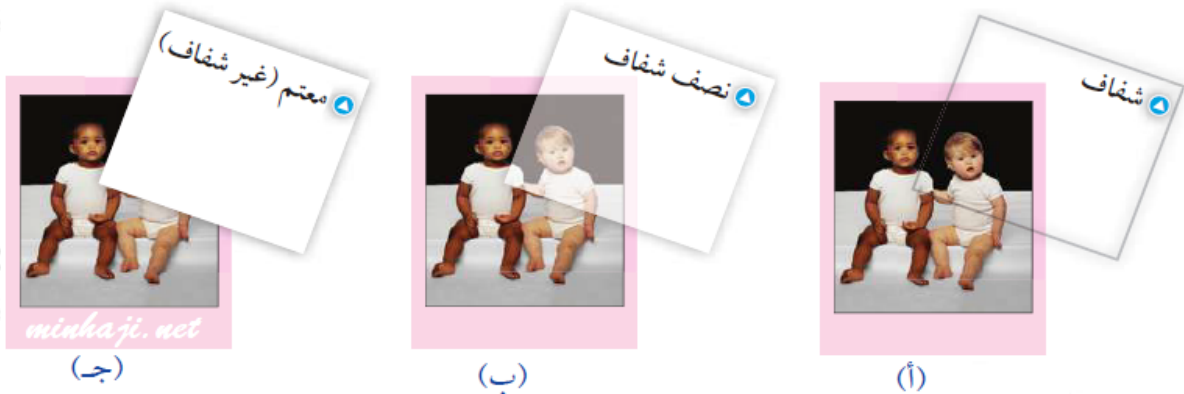 شفاف
نصف شفاف
معتم (غير شفاف)
minhaji.net
(أ)
(ب)
(جـ)